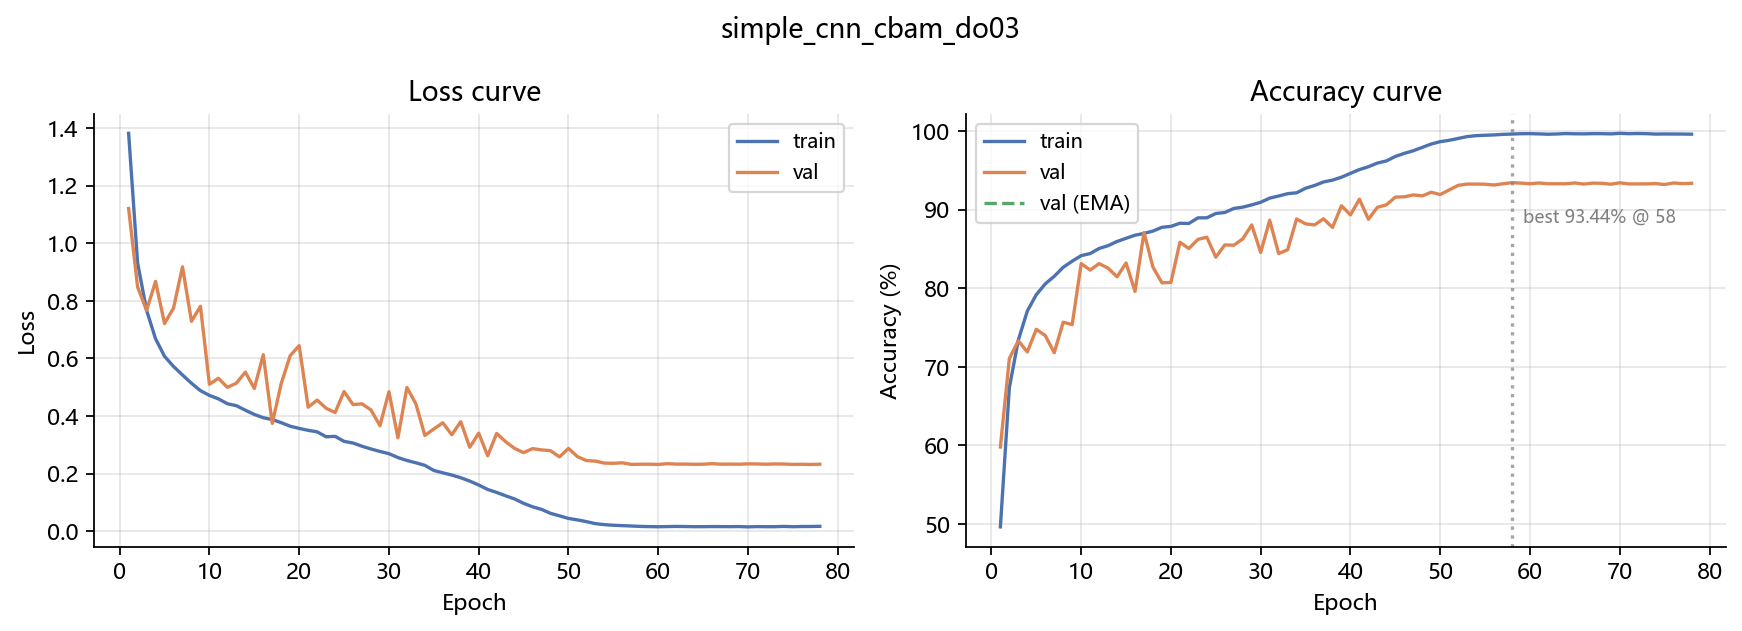 simple_cnn_cbam_do03
Loss curve
1.4
1.2
1.0
0.8
0.6
0.4
0.2
0.0
Loss
0 10 20 30 40 50 60 70 80
Epoch
train
val
Accuracy curve
100
90
80
70
60
50
Accuracy (%)
0 10 20 30 40 50 60 70 80
Epoch
train
val
val (EMA)
best 93.44% @ 58